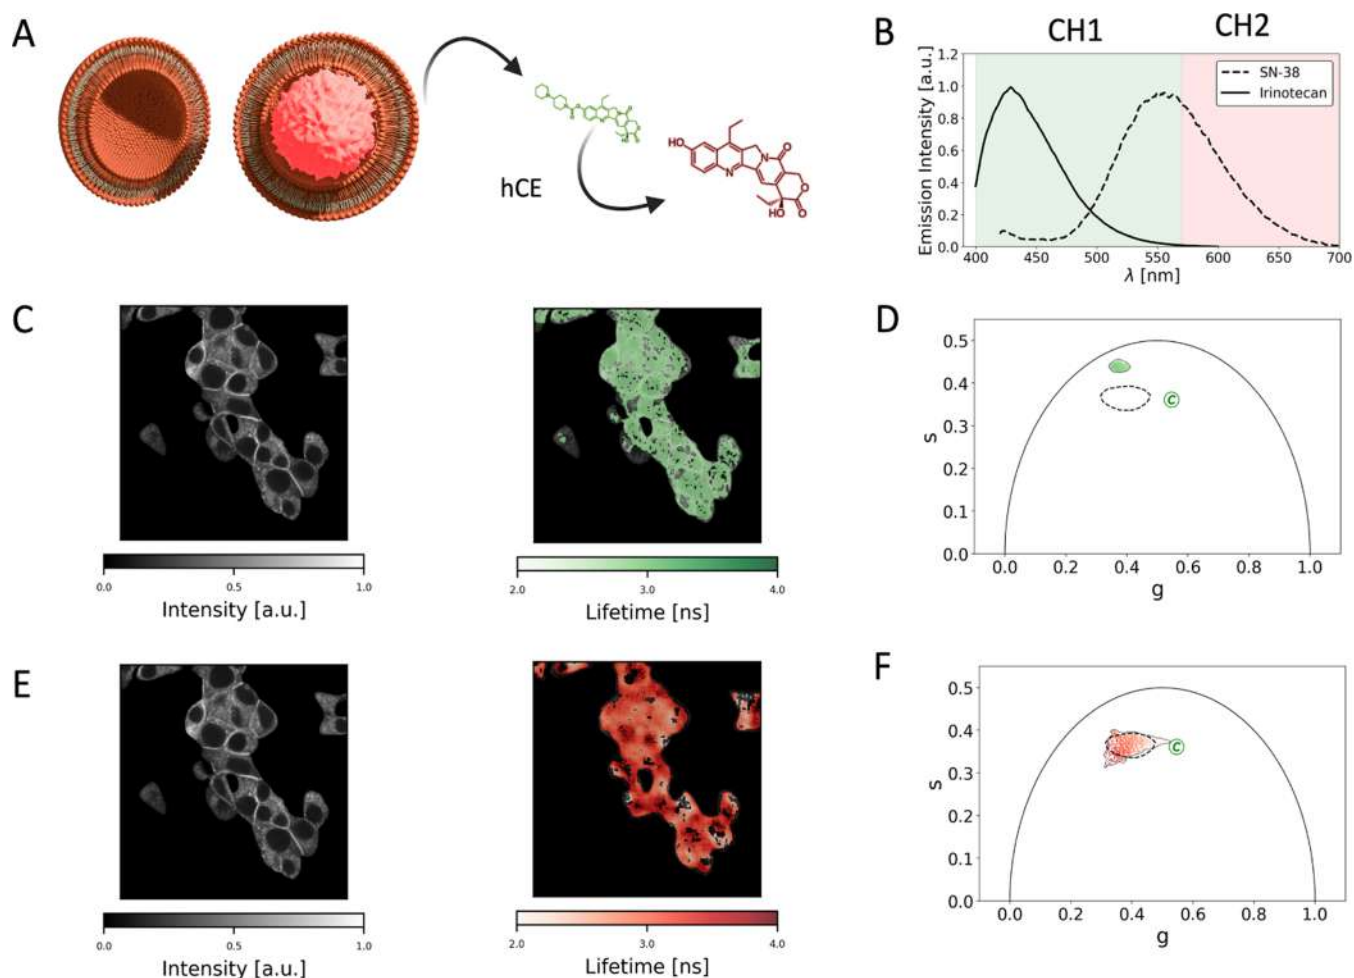 A
hCE
HO
N
N
O
O
HO
O
B
CH1
CH2
Emission Intensity [a.u.]
1.2
1.0
0.8
0.6
0.4
0.2
0.0
SN-38
Irinotecan
400
450
500
550
600
650
700
λ [nm]
C
0.0
0.5
1.0
Intensity [a.u.]
2.0
3.0
4.0
Lifetime [ns]
D
s
0.5
0.4
0.3
0.2
0.1
0.0
C
0.0
0.2
0.4
0.6
0.8
1.0
g
E
0.0
0.5
1.0
Intensity [a.u.]
2.0
3.0
4.0
Lifetime [ns]
F
s
0.5
0.4
0.3
0.2
0.1
0.0
C
0.0
0.2
0.4
0.6
0.8
1.0
g